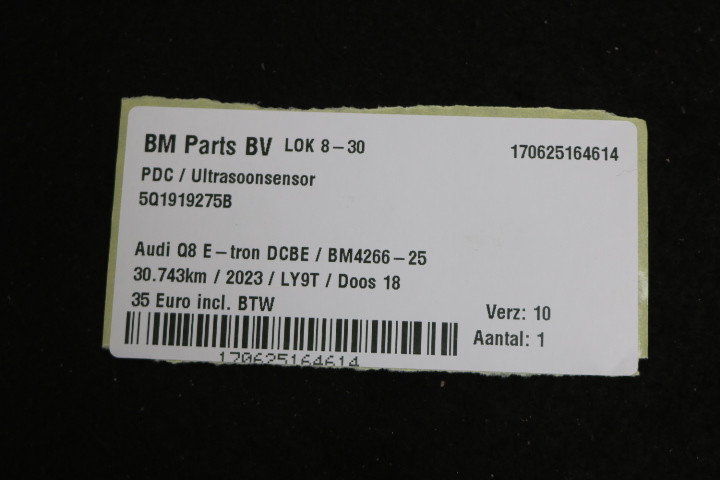 BM Parts BV LOK 8-30 170625164614
PDC / Ultrasoonsensor
5Q1919275B
Audi Q8 E-tron DCBE / BM4266-25
30.743km / 2023 / LY9T / Doos 18
35 Euro incl. BTW
Verz: 10
Aantal: 1
170625164614